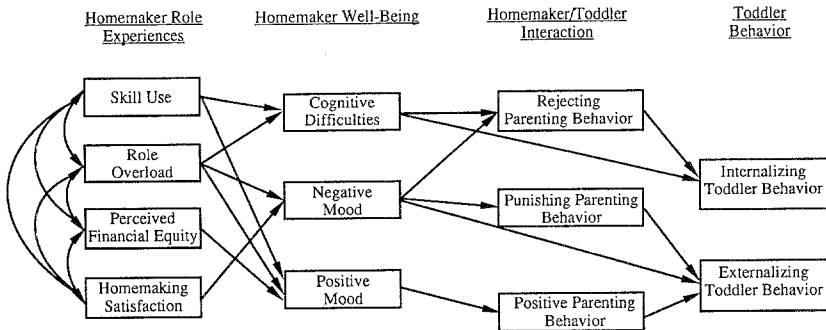 Homemaker Role
Experiences
Homemaker Well-Being
Homemaker/Toddler
Interaction
Toddler
Behavior
Skill Use
Role
Overload
Perceived
Financial Equity
Homemaking
Satisfaction
Cognitive
Difficulties
Negative
Mood
Positive
Mood
Rejecting
Parenting Behavior
Punishing Parenting
Behavior
Positive Parenting
Behavior
Internalizing
Toddler Behavior
Externalizing
Toddler Behavior